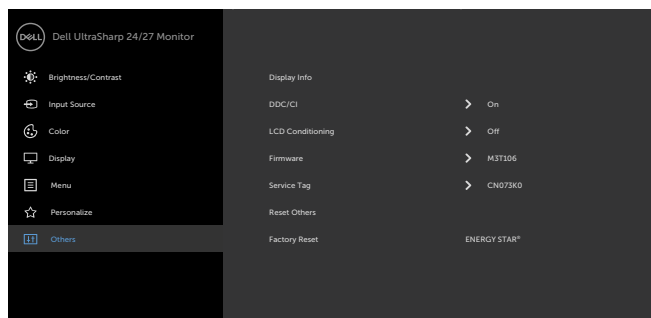 DELL Dell UltraSharp 24/27 Monitor
Brightness/Contrast
Input Source
Color
Display
Menu
Personalize
Others
Display Info
DDC/CI On
LCD Conditioning Off
Firmware M3T106
Service Tag CN073K0
Reset Others
Factory Reset ENERGY STAR®